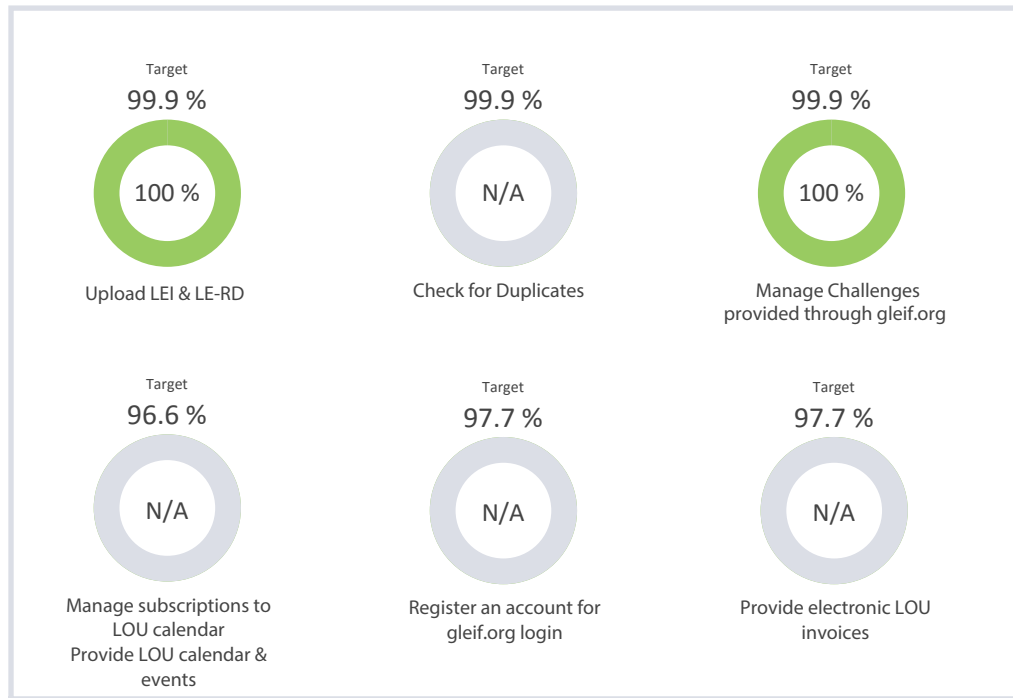 Target
99.9 %
100 %
Upload LEI & LE-RD
Target
99.9 %
N/A
Check for Duplicates
Target
99.9 %
100 %
Manage Challenges
provided through gleif.org
Target
96.6 %
N/A
Manage subscriptions to
LOU calendar
Provide LOU calendar &
events
Target
97.7 %
N/A
Register an account for
gleif.org login
Target
97.7 %
N/A
Provide electronic LOU
invoices